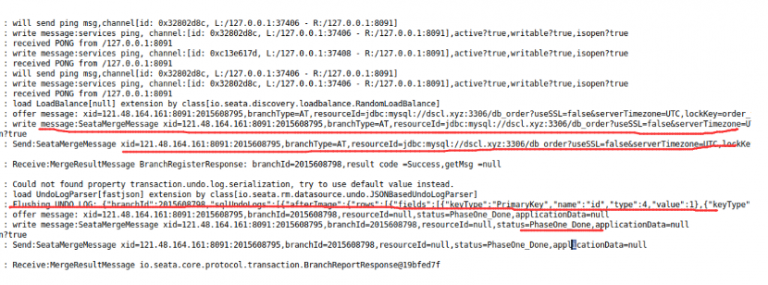 : will send ping msg,channel[id: 0x32802d8c, L:/127.0.0.1:37406 - R:/127.0.0.1:8091]
: write message:services ping, channel:[id: 0x32802d8c, L:/127.0.0.1:37406 - R:/127.0.0.1:8091],active?true,writable?true,isopen?true
: received PONG from /127.0.0.1:8091
: write message:services ping, channel:[id: 0xc13e617d, L:/127.0.0.1:37408 - R:/127.0.0.1:8091],active?true,writable?true,isopen?true
: received PONG from /127.0.0.1:8091
: will send ping msg,channel[id: 0x32802d8c, L:/127.0.0.1:37406 - R:/127.0.0.1:8091]
: write message:services ping, channel:[id: 0x32802d8c, L:/127.0.0.1:37406 - R:/127.0.0.1:8091],active?true,writable?true,isopen?true
: received PONG from /127.0.0.1:8091
: load LoadBalance[null] extension by class[io.seata.discovery.loadbalance.RandomLoadBalance]
: offer message: xid=121.48.164.161:8091:2015608795,branchType=AT,resourceId=jdbc:mysql://dscl.xyz:3306/db_order?useSSL=false&serverTimezone=UTC,lockKey=order_
: write message:SeataMergeMessage xid=121.48.164.161:8091:2015608795,branchType=AT,resourceId=jdbc:mysql://dscl.xyz:3306/db_order?useSSL=false&serverTimezone=U
n?true
: Send:SeataMergeMessage xid=121.48.164.161:8091:2015608795,branchType=AT,resourceId=jdbc:mysql://dscl.xyz:3306/db_order?useSSL=false&serverTimezone=UTC,lockKe
: Receive:MergeResultMessage BranchRegisterResponse: branchId=2015608798,result code =Success,getMsg =null
: Could not found property transaction.undo.log.serialization, try to use default value instead.
: load UndoLogParser[fastjson] extension by class[io.seata.rm.datasource.undo.JSONBasedUndoLogParser]
: Flushing UNDO LOG: {"branchId":2015608798,"sqlUndoLogs":[{"afterImage":{"rows":[{"fields":[{"keyType":"PrimaryKey","name":"id","type":4,"value":1},{"keyType"
: offer message: xid=121.48.164.161:8091:2015608795,branchId=2015608798,resourceId=null,status=PhaseOne_Done,applicationData=null
: write message:SeataMergeMessage xid=121.48.164.161:8091:2015608795,branchId=2015608798,resourceId=null,status=PhaseOne_Done,applicationData=null
n?true
: Send:SeataMergeMessage xid=121.48.164.161:8091:2015608795,branchId=2015608798,resourceId=null,status=PhaseOne_Done,applicationData=null
: Receive:MergeResultMessage io.seata.core.protocol.transaction.BranchReportResponse@19bfed7f